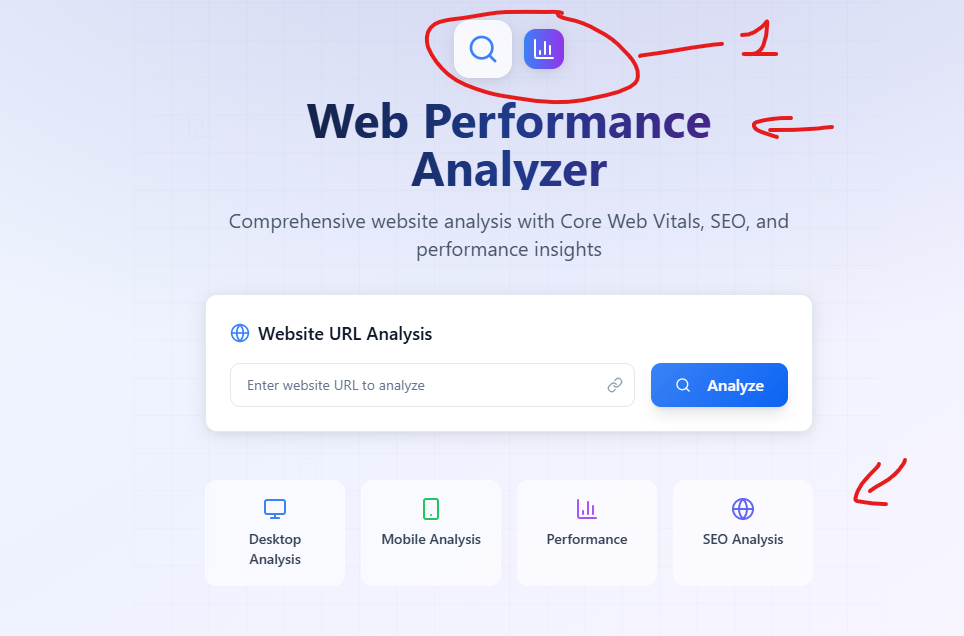 1
Web Performance
Analyzer
Comprehensive website analysis with Core Web Vitals, SEO, and
performance insights
Website URL Analysis
Enter website URL to analyze
Analyze
Desktop
Analysis
Mobile Analysis
Performance
SEO Analysis